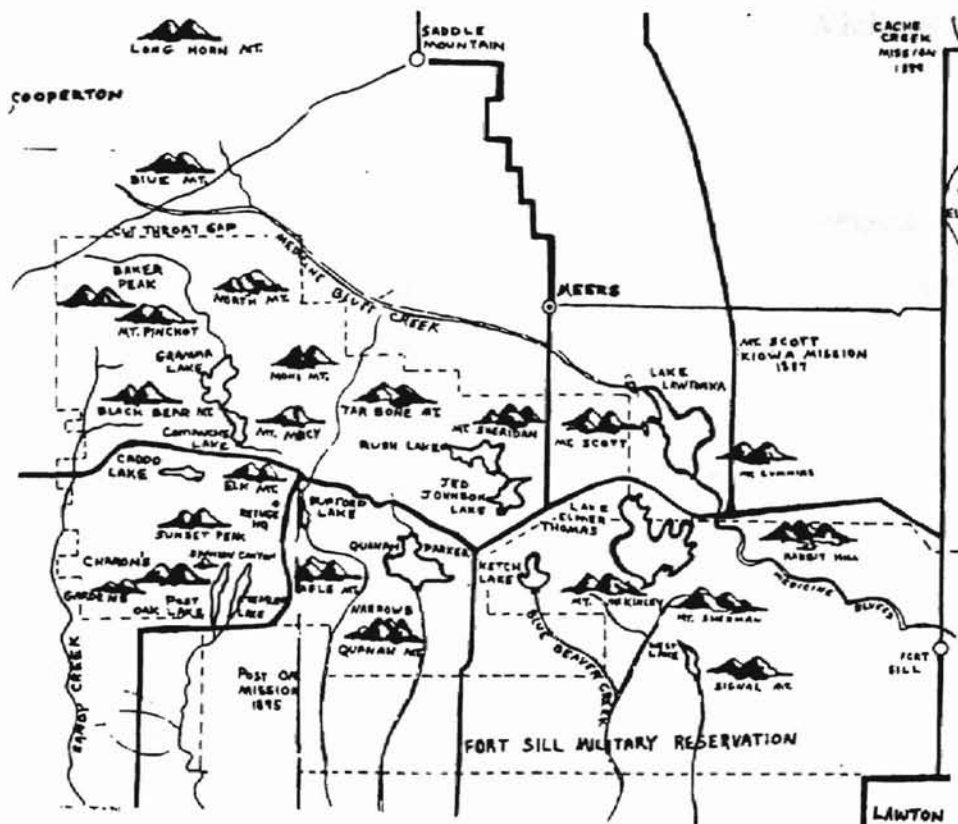 LONG HORN MT.
SADDLE
MOUNTAIN
CACHE
CREEK
MISSION
COOPERTON
BLUE MT.
CUT THROAT GAP
MEDICINE BLUFF CREEK
BAKER
PEAK
NORTH MT.
MEERS
MT. PINCHOT
MT. SCOTT
KIOWA MISSION
GRAMMA
LAKE
LAKE
LAWTONKA
BLACK BEAR MT.
TAR BONE MT.
COMANCHE
LAKE
MT. SHERIDAN
MT. SCOTT
RUSH LAKE
CADDO
LAKE
ELK MT.
JED
JOHNSON
LAKE
MT. CUMMINS
REFUGE
HQ
BURFORD
LAKE
LAKE
ELMER
THOMAS
SUNSET PEAK
QUANAH PARKER
RABBIT HILL
CHARON'S
GARDENS
KETCH
LAKE
POST
OAK
LAKE
TREASURE
LAKE
MT. McKINLEY
MEDICINE BLUFFS
NARROWS
MT. SHERMAN
QUANAH MT.
BLUE BEAVER CREEK
WEST
LAKE
FORT
SILL
SANDY CREEK
POST OAK
MISSION
1895
SIGNAL MT.
FORT SILL MILITARY RESERVATION
LAWTON